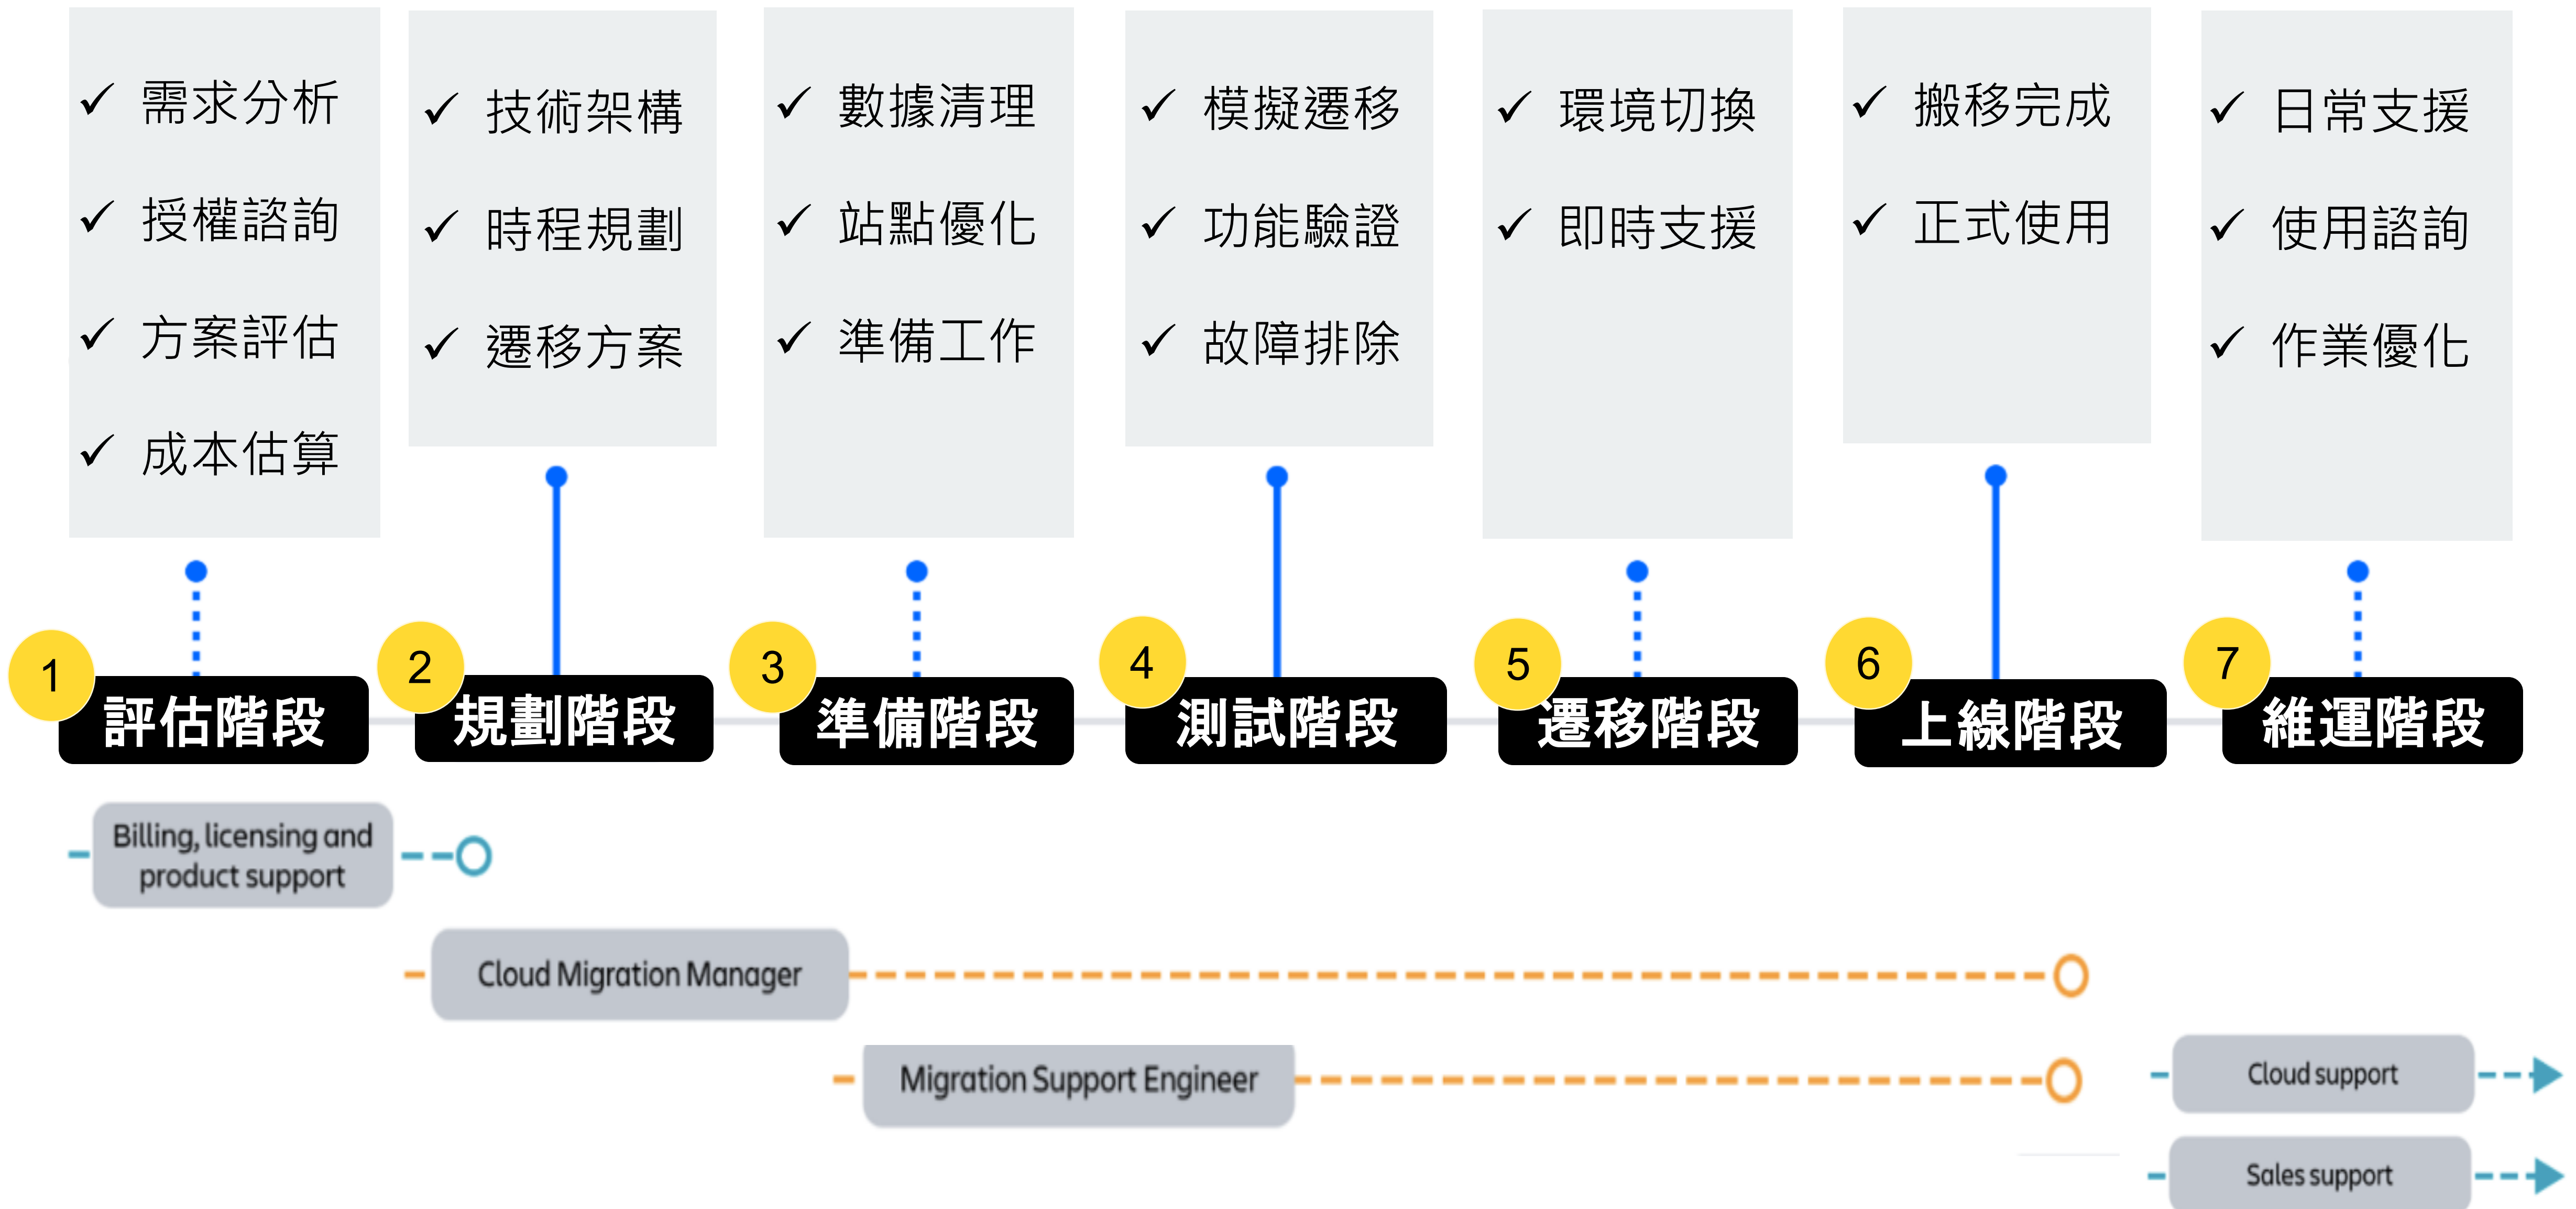 需求分析
授權諮詢
方案評估
成本估算
技術架構
時程規劃
遷移方案
數據清理
站點優化
準備工作
模擬遷移
功能驗證
故障排除
環境切換
即時支援
搬移完成
正式使用
日常支援
使用諮詢
作業優化
1
評估階段
2
規劃階段
3
準備階段
4
測試階段
5
遷移階段
6
上線階段
7
維運階段
Billing, licensing and
product support
Cloud Migration Manager
Migration Support Engineer
Cloud support
Sales support